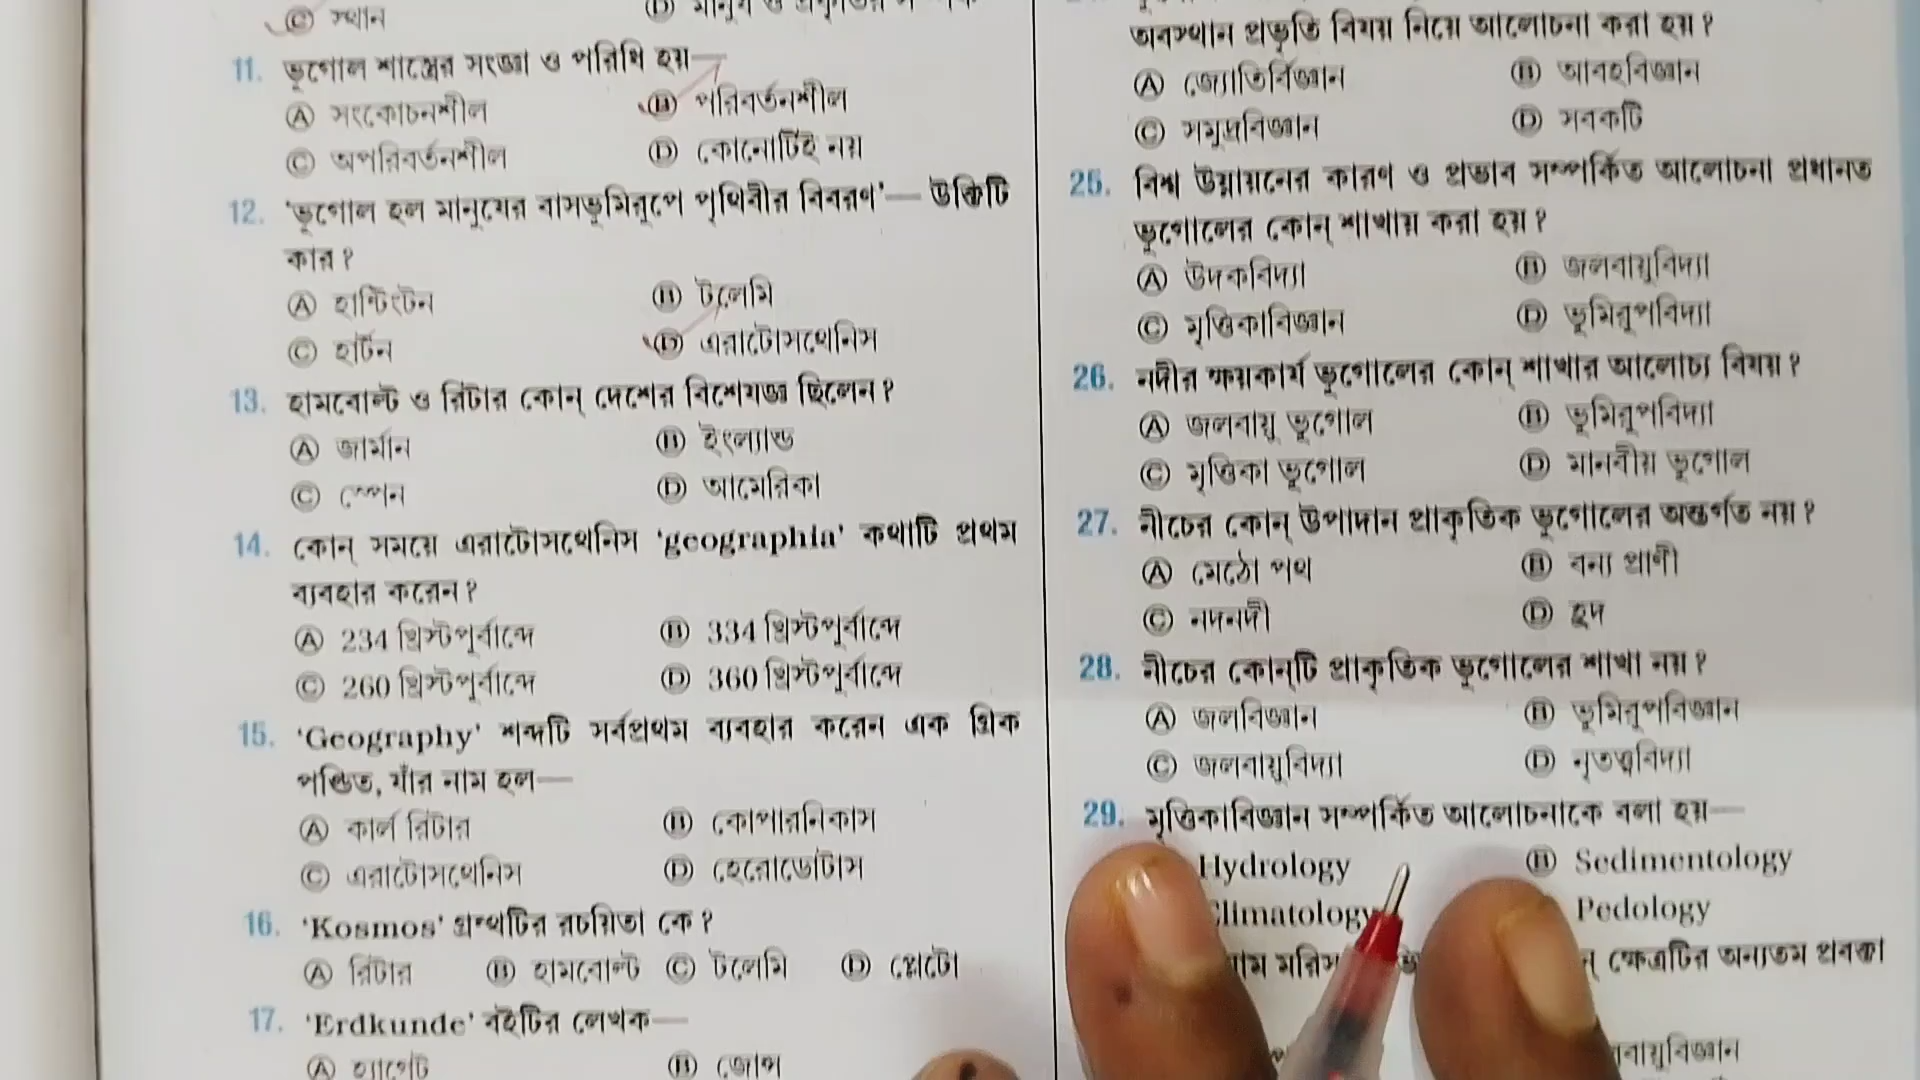 Ⓒ স্থান
11. ভূগোল শাস্ত্রের সংজ্ঞা ও পরিধি হয়—
Ⓐ সংকোচনশীল Ⓑ পরিবর্তনশীল
Ⓒ অপরিবর্তনশীল Ⓓ কোনোটিই নয়
12. 'ভূগোল হল মানুষের বাসভূমিরূপে পৃথিবীর বিবরণ'— উক্তিটি
কার?
Ⓐ হান্টিংটন Ⓑ টলেমি
Ⓒ হার্টন Ⓓ এরাটোসথেনিস
13. হামবোল্ট ও রিটার কোন্ দেশের বিশেষজ্ঞ ছিলেন?
Ⓐ জার্মান Ⓑ ইংল্যান্ড
Ⓒ স্পেন Ⓓ আমেরিকা
14. কোন্ সময়ে এরাটোসথেনিস 'geographia' কথাটি প্রথম
ব্যবহার করেন?
Ⓐ 234 খ্রিস্টপূর্বাব্দে Ⓑ 334 খ্রিস্টপূর্বাব্দে
Ⓒ 260 খ্রিস্টপূর্বাব্দে Ⓓ 360 খ্রিস্টপূর্বাব্দে
15. 'Geography' শব্দটি সর্বপ্রথম ব্যবহার করেন এক গ্রিক
পণ্ডিত, যাঁর নাম হল—
Ⓐ কার্ল রিটার Ⓑ কোপারনিকাস
Ⓒ এরাটোসথেনিস Ⓓ হেরোডোটাস
16. 'Kosmos' গ্রন্থটির রচয়িতা কে?
Ⓐ রিটার Ⓑ হামবোল্ট Ⓒ টলেমি Ⓓ প্লেটো
17. 'Erdkunde' বইটির লেখক—
Ⓐ হ্যাগেট Ⓑ জোপ
অবস্থান প্রভৃতি বিষয় নিয়ে আলোচনা করা হয়?
Ⓐ জ্যোতির্বিজ্ঞান Ⓑ আবহবিজ্ঞান
Ⓒ সমুদ্রবিজ্ঞান Ⓓ সবকটি
25. বিশ্ব উষ্ণায়নের কারণ ও প্রভাব সম্পর্কিত আলোচনা প্রধানত
ভূগোলের কোন্ শাখায় করা হয়?
Ⓐ উদকবিদ্যা Ⓑ জলবায়ুবিদ্যা
Ⓒ মৃত্তিকাবিজ্ঞান Ⓓ ভূমিরূপবিদ্যা
26. নদীর ক্ষয়কার্য ভূগোলের কোন্ শাখার আলোচ্য বিষয়?
Ⓐ জলবায়ু ভূগোল Ⓑ ভূমিরূপবিদ্যা
Ⓒ মৃত্তিকা ভূগোল Ⓓ মানবীয় ভূগোল
27. নীচের কোন্ উপাদান প্রাকৃতিক ভূগোলের অন্তর্গত নয়?
Ⓐ মেঠো পথ Ⓑ বন্য প্রাণী
Ⓒ নদনদী Ⓓ হ্রদ
28. নীচের কোন্‌টি প্রাকৃতিক ভূগোলের শাখা নয়?
Ⓐ জলবিজ্ঞান Ⓑ ভূমিরূপবিজ্ঞান
Ⓒ জলবায়ুবিদ্যা Ⓓ নৃতত্ত্ববিদ্যা
29. মৃত্তিকাবিজ্ঞান সম্পর্কিত আলোচনাকে বলা হয়—
Hydrology Ⓑ Sedimentology
Climatology Pedology
ক্ষেত্রটির অন্যতম প্রবক্তা